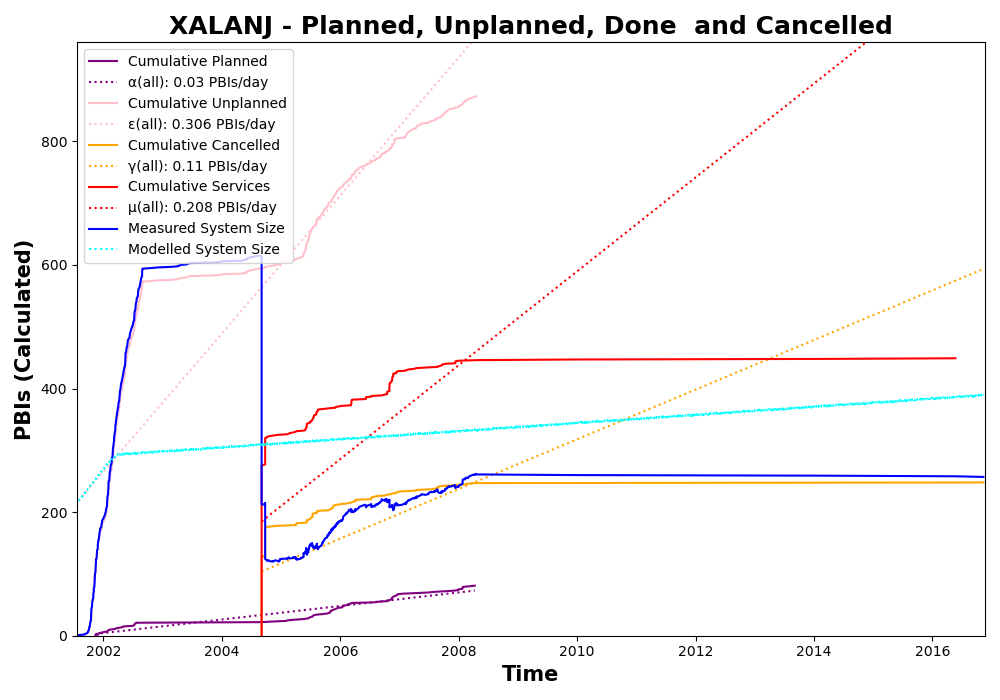 XALANJ - Planned, Unplanned, Done  and Cancelled
Cumulative Planned
α(all): 0.03 PBIs/day
Cumulative Unplanned
ε(all): 0.306 PBIs/day
Cumulative Cancelled
γ(all): 0.11 PBIs/day
Cumulative Services
μ(all): 0.208 PBIs/day
Measured System Size
Modelled System Size
PBIs (Calculated)
800
600
400
200
0
2002 2004 2006 2008 2010 2012 2014 2016
Time